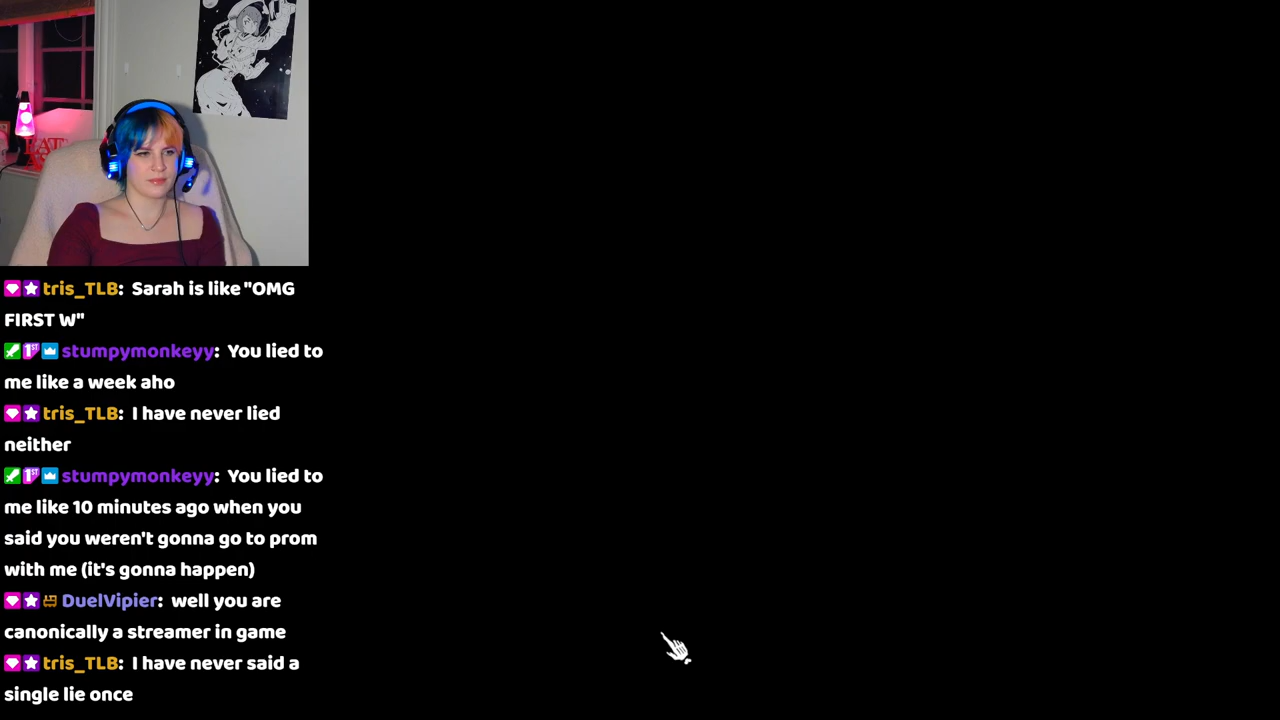 tris_TLB: Sarah is like "OMG
FIRST W"
stumpymonkeyy: You lied to
me like a week aho
tris_TLB: I have never lied
neither
stumpymonkeyy: You lied to
me like 10 minutes ago when you
said you weren't gonna go to prom
with me (it's gonna happen)
DuelVipier: well you are
canonically a streamer in game
tris_TLB: I have never said a
single lie once